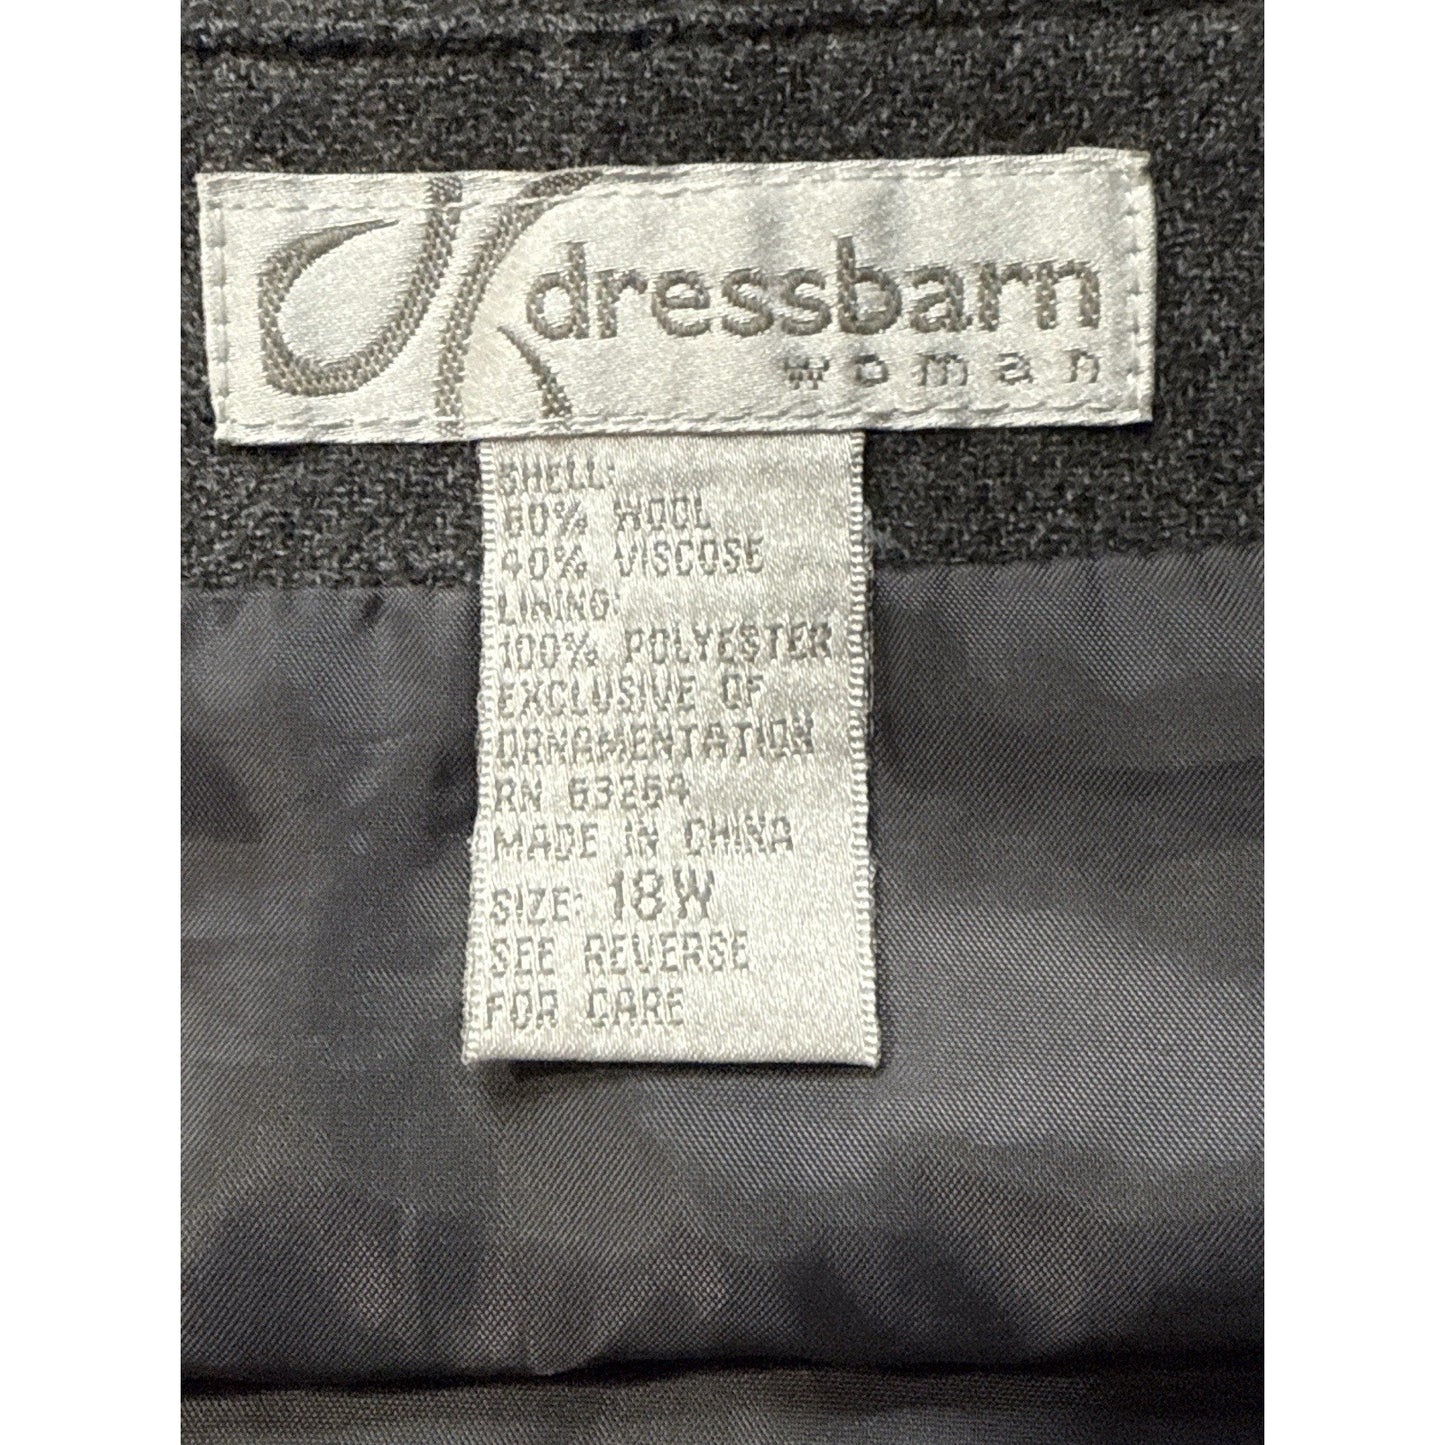 dressbarn
woman
SHELL:
60% WOOL
40% VISCOSE
LINING:
100% POLYESTER
EXCLUSIVE OF
ORNAMENTATION
RN 63264
MADE IN CHINA
SIZE: 18W
SEE REVERSE
FOR CARE